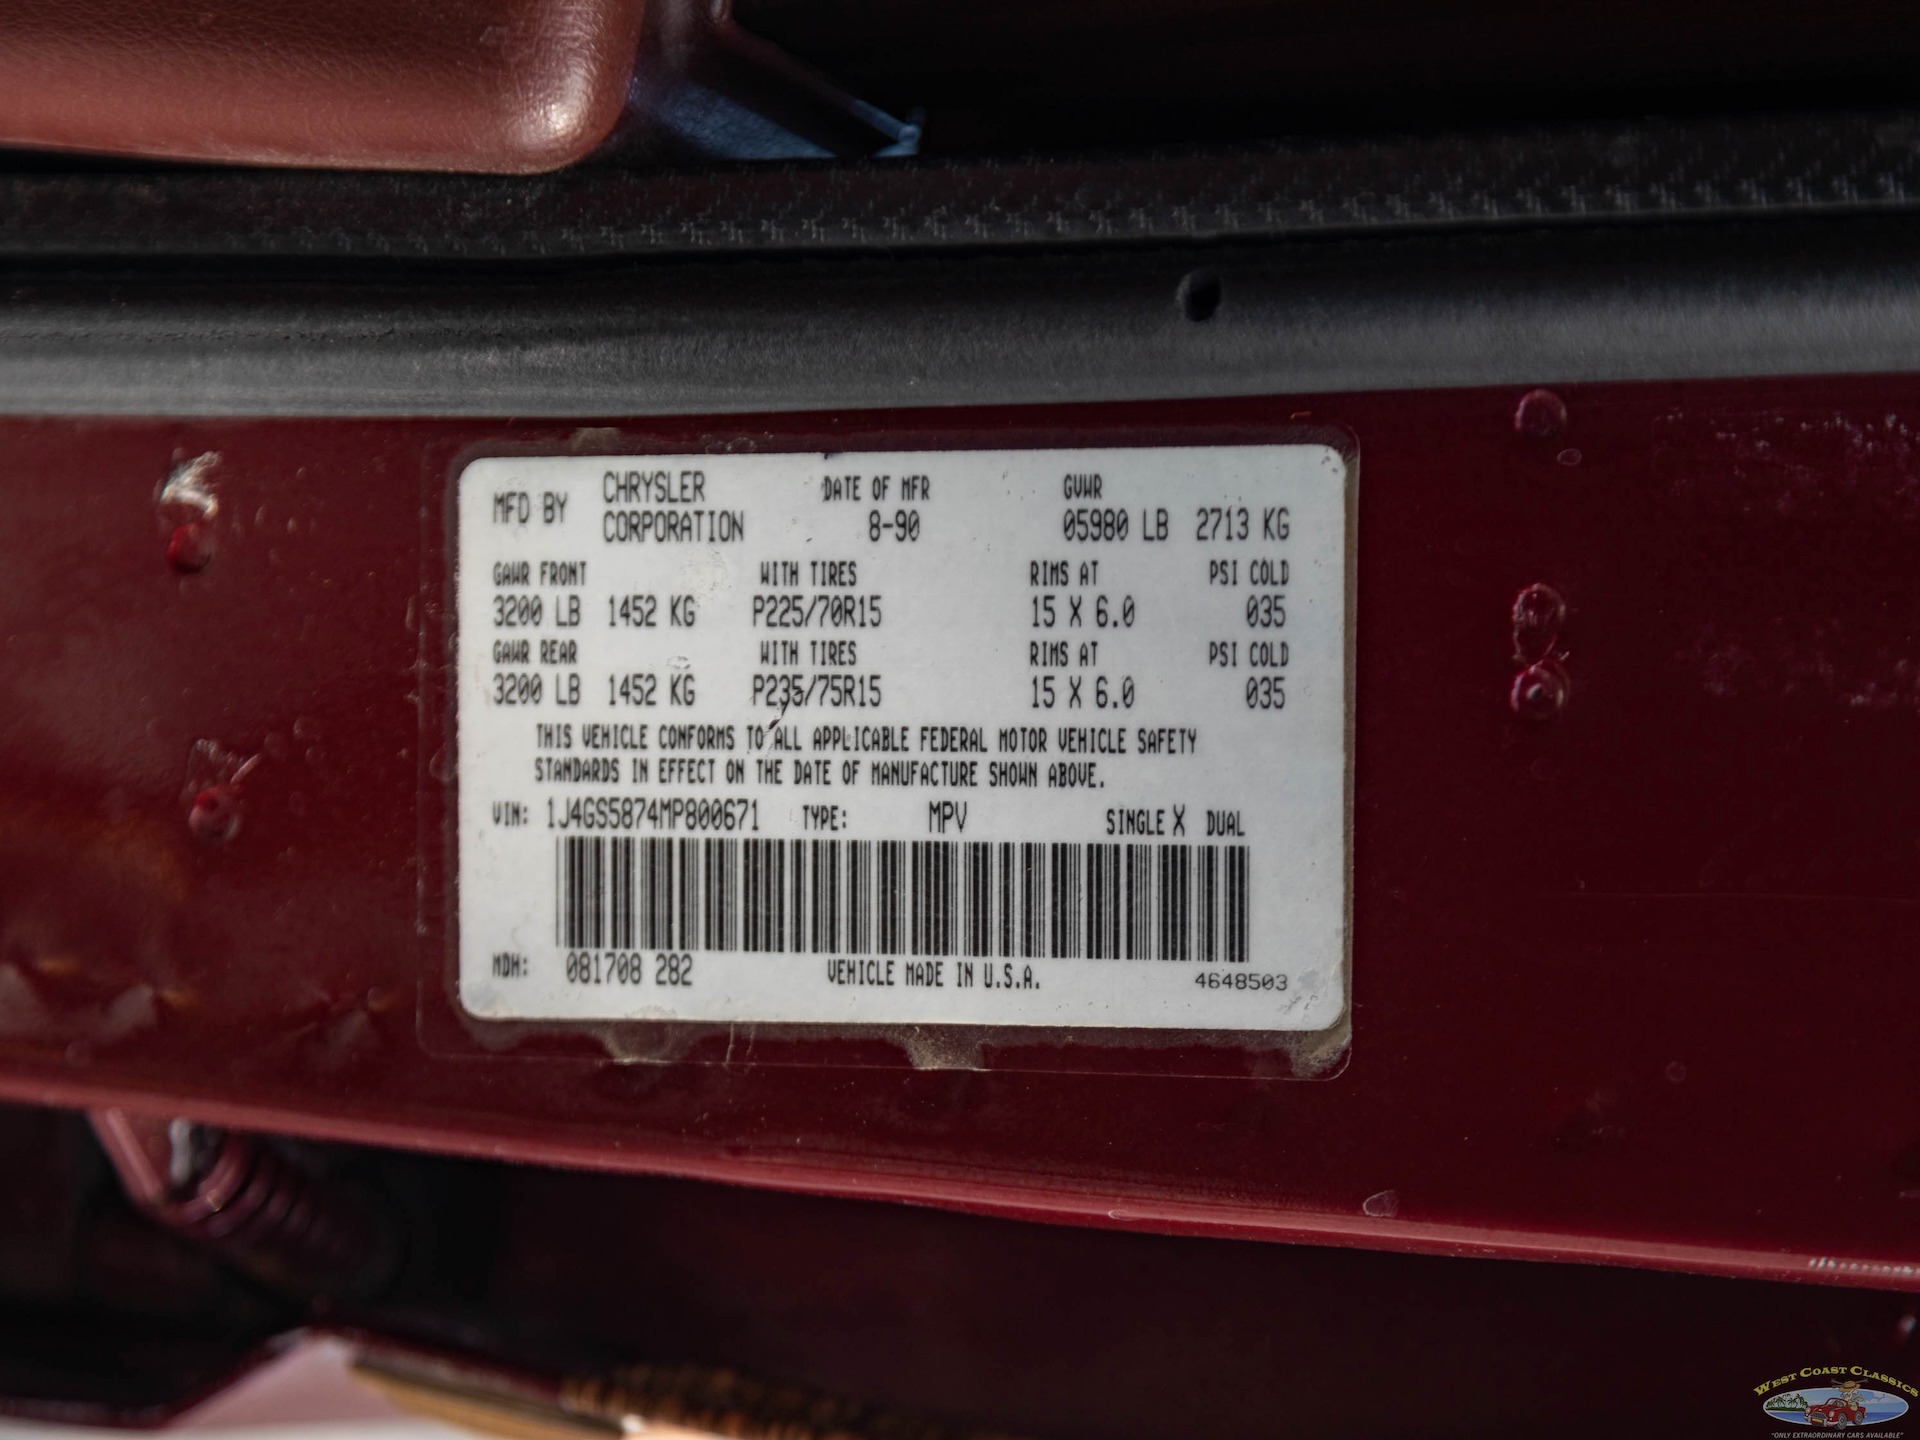 MFD BY CHRYSLER CORPORATION DATE OF MFR 8-90 GVWR 05980 LB 2713 KG
GAWR FRONT WITH TIRES RIMS AT PSI COLD
3200 LB 1452 KG P225/70R15 15 X 6.0 035
GAWR REAR WITH TIRES RIMS AT PSI COLD
3200 LB 1452 KG P235/75R15 15 X 6.0 035
THIS VEHICLE CONFORMS TO ALL APPLICABLE FEDERAL MOTOR VEHICLE SAFETY
STANDARDS IN EFFECT ON THE DATE OF MANUFACTURE SHOWN ABOVE.
VIN: 1J4GS5874MP800671 TYPE: MPV SINGLE X DUAL
MDH: 081708 282 VEHICLE MADE IN U.S.A. 4648503
WEST COAST CLASSICS
"ONLY EXTRAORDINARY CARS AVAILABLE"